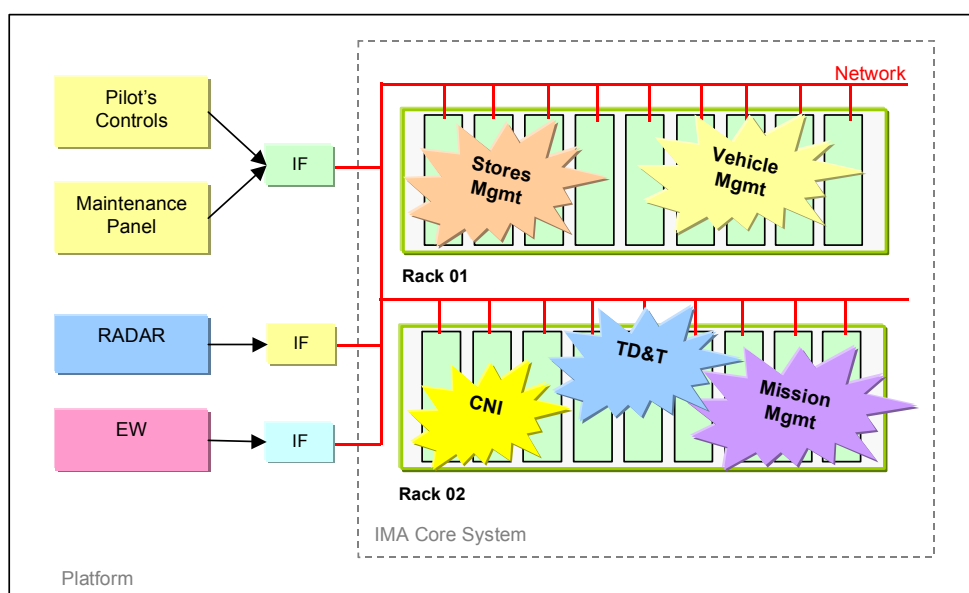 Pilot's
Controls
Maintenance
Panel
IF
Network
Stores
Mgmt
Vehicle
Mgmt
Rack 01
RADAR
IF
EW
IF
CNI
TD&T
Mission
Mgmt
Rack 02
IMA Core System
Platform